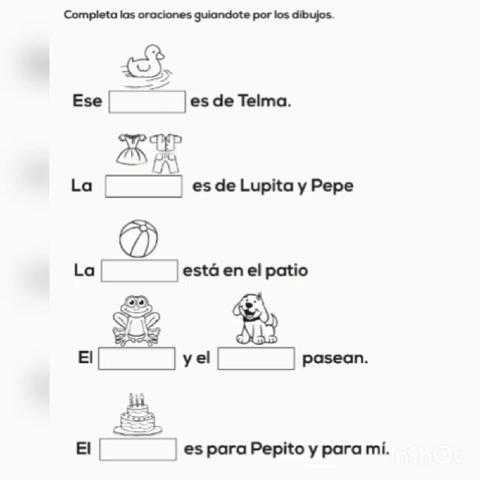 Completa las oraciones guiandote por los dibujos.
Ese es de Telma.
La es de Lupita y Pepe
La está en el patio
El y el pasean.
El es para Pepito y para mí.
InShOt